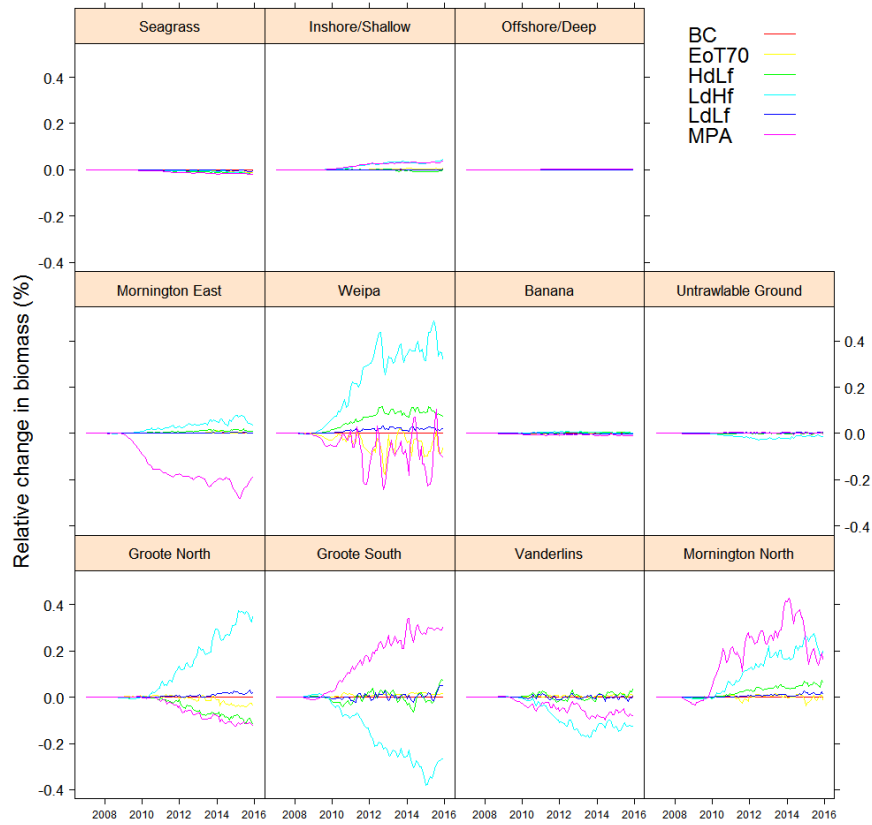 Seagrass Inshore/Shallow Offshore/Deep
BC
EoT70
HdLf
LdHf
LdLf
MPA
0.4
0.2
0.0
-0.2
-0.4
Relative change in biomass (%)
Mornington East Weipa Banana Untrawlable Ground
0.4
0.2
0.0
-0.2
-0.4
Groote North Groote South Vanderlins Mornington North
0.4
0.2
0.0
-0.2
-0.4
2008 2010 2012 2014 2016 2008 2010 2012 2014 2016 2008 2010 2012 2014 2016 2008 2010 2012 2014 2016